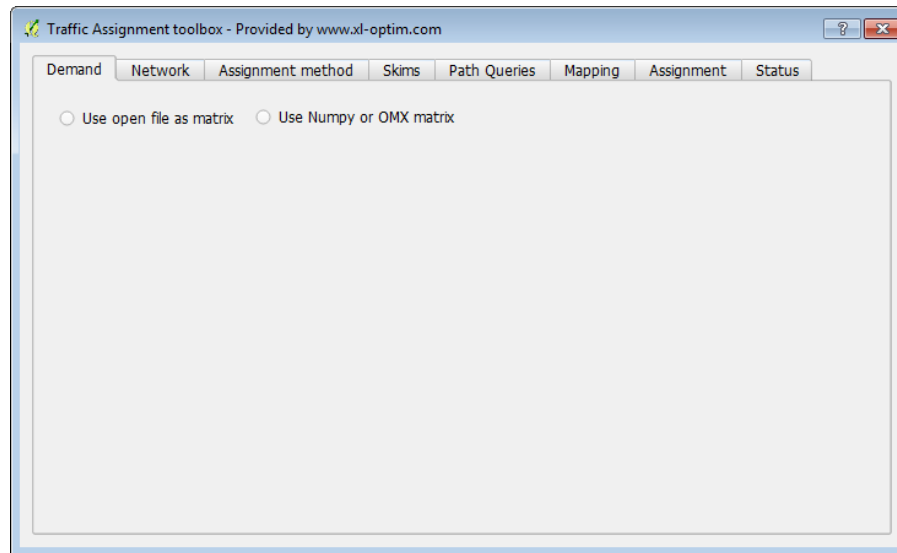 Traffic Assignment toolbox - Provided by www.xl-optim.com
Demand Network Assignment method Skims Path Queries Mapping Assignment Status
Use open file as matrix Use Numpy or OMX matrix